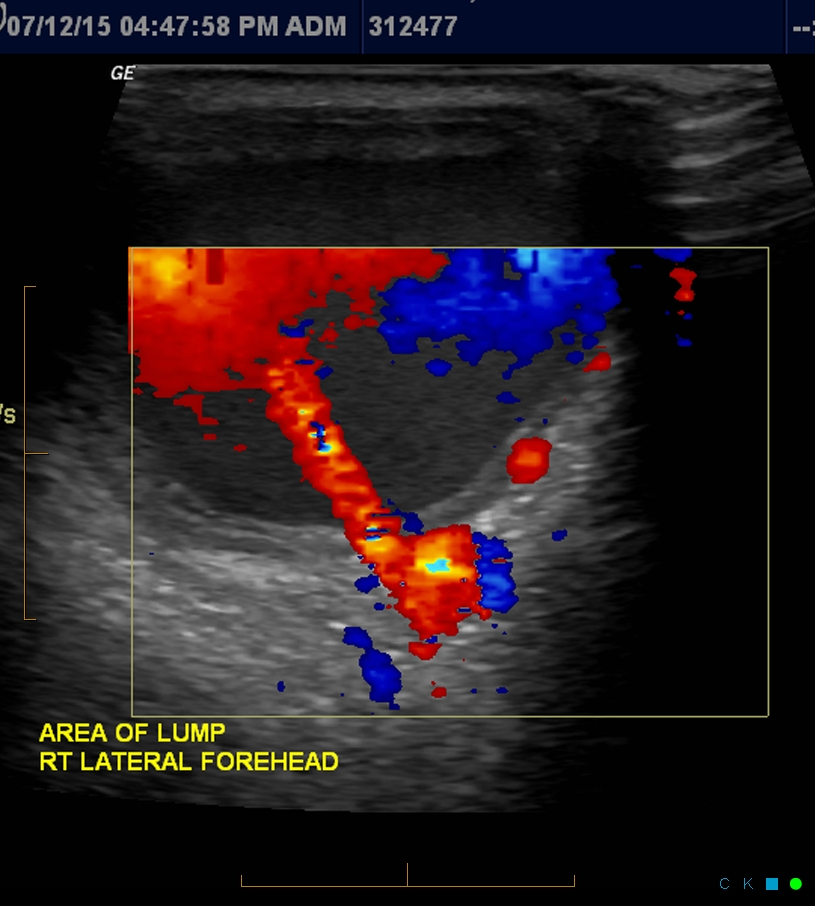 07/12/15 04:47:58 PM ADM 312477 --:
GE
's
AREA OF LUMP
RT LATERAL FOREHEAD
C K